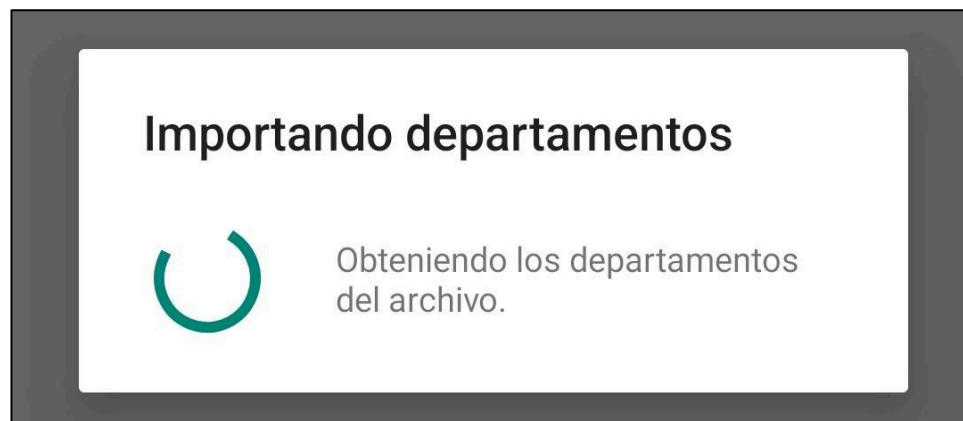 Importando departamentos
Obteniendo los departamentos
del archivo.